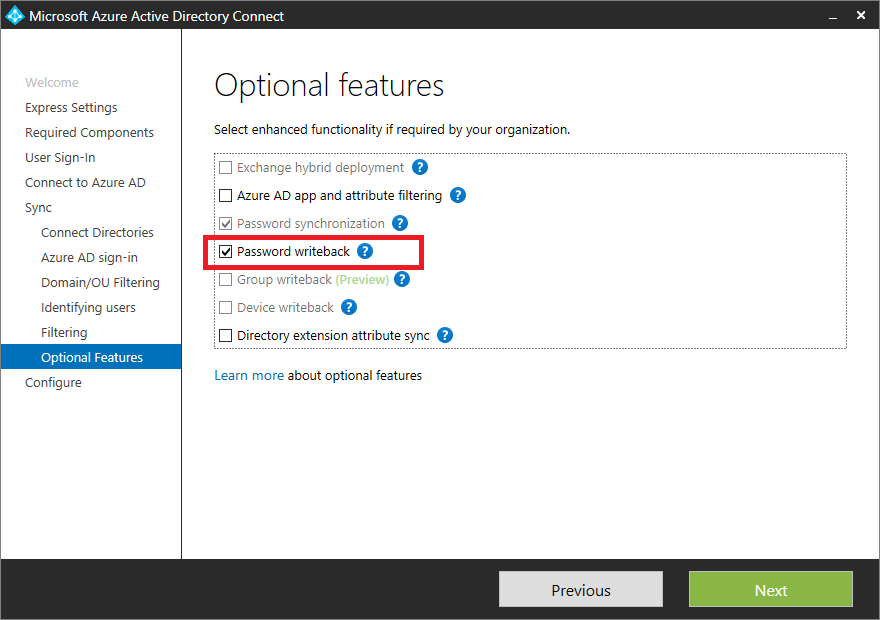 Microsoft Azure Active Directory Connect
Welcome
Express Settings
Required Components
User Sign-In
Connect to Azure AD
Sync
Connect Directories
Azure AD sign-in
Domain/OU Filtering
Identifying users
Filtering
Optional Features
Configure
Optional features
Select enhanced functionality if required by your organization.
Exchange hybrid deployment ?
Azure AD app and attribute filtering ?
Password synchronization ?
Password writeback ?
Group writeback (Preview) ?
Device writeback ?
Directory extension attribute sync ?
Learn more about optional features
Previous
Next